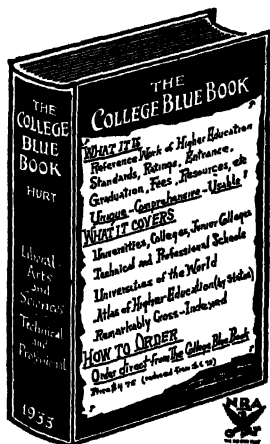 THE
COLLEGE
BLUE
BOOK
HURT
Liberal-
Arts
and
Sciences
Technical
and
Professional
1933
THE
COLLEGE BLUE BOOK
WHAT IT IS
Reference Work of Higher Education
Standards, Ratings, Entrance,
Graduation, Fees, Resources, etc
Unique-Comprehensive-Usable!
WHAT IT COVERS
Universities, Colleges, Junior Colleges
Technical and Professional Schools
Universities of the World
Atlas of Higher Education (by States)
Remarkably Cross-Indexed
HOW TO ORDER
Order direct from The College Blue Book
Price
NRA